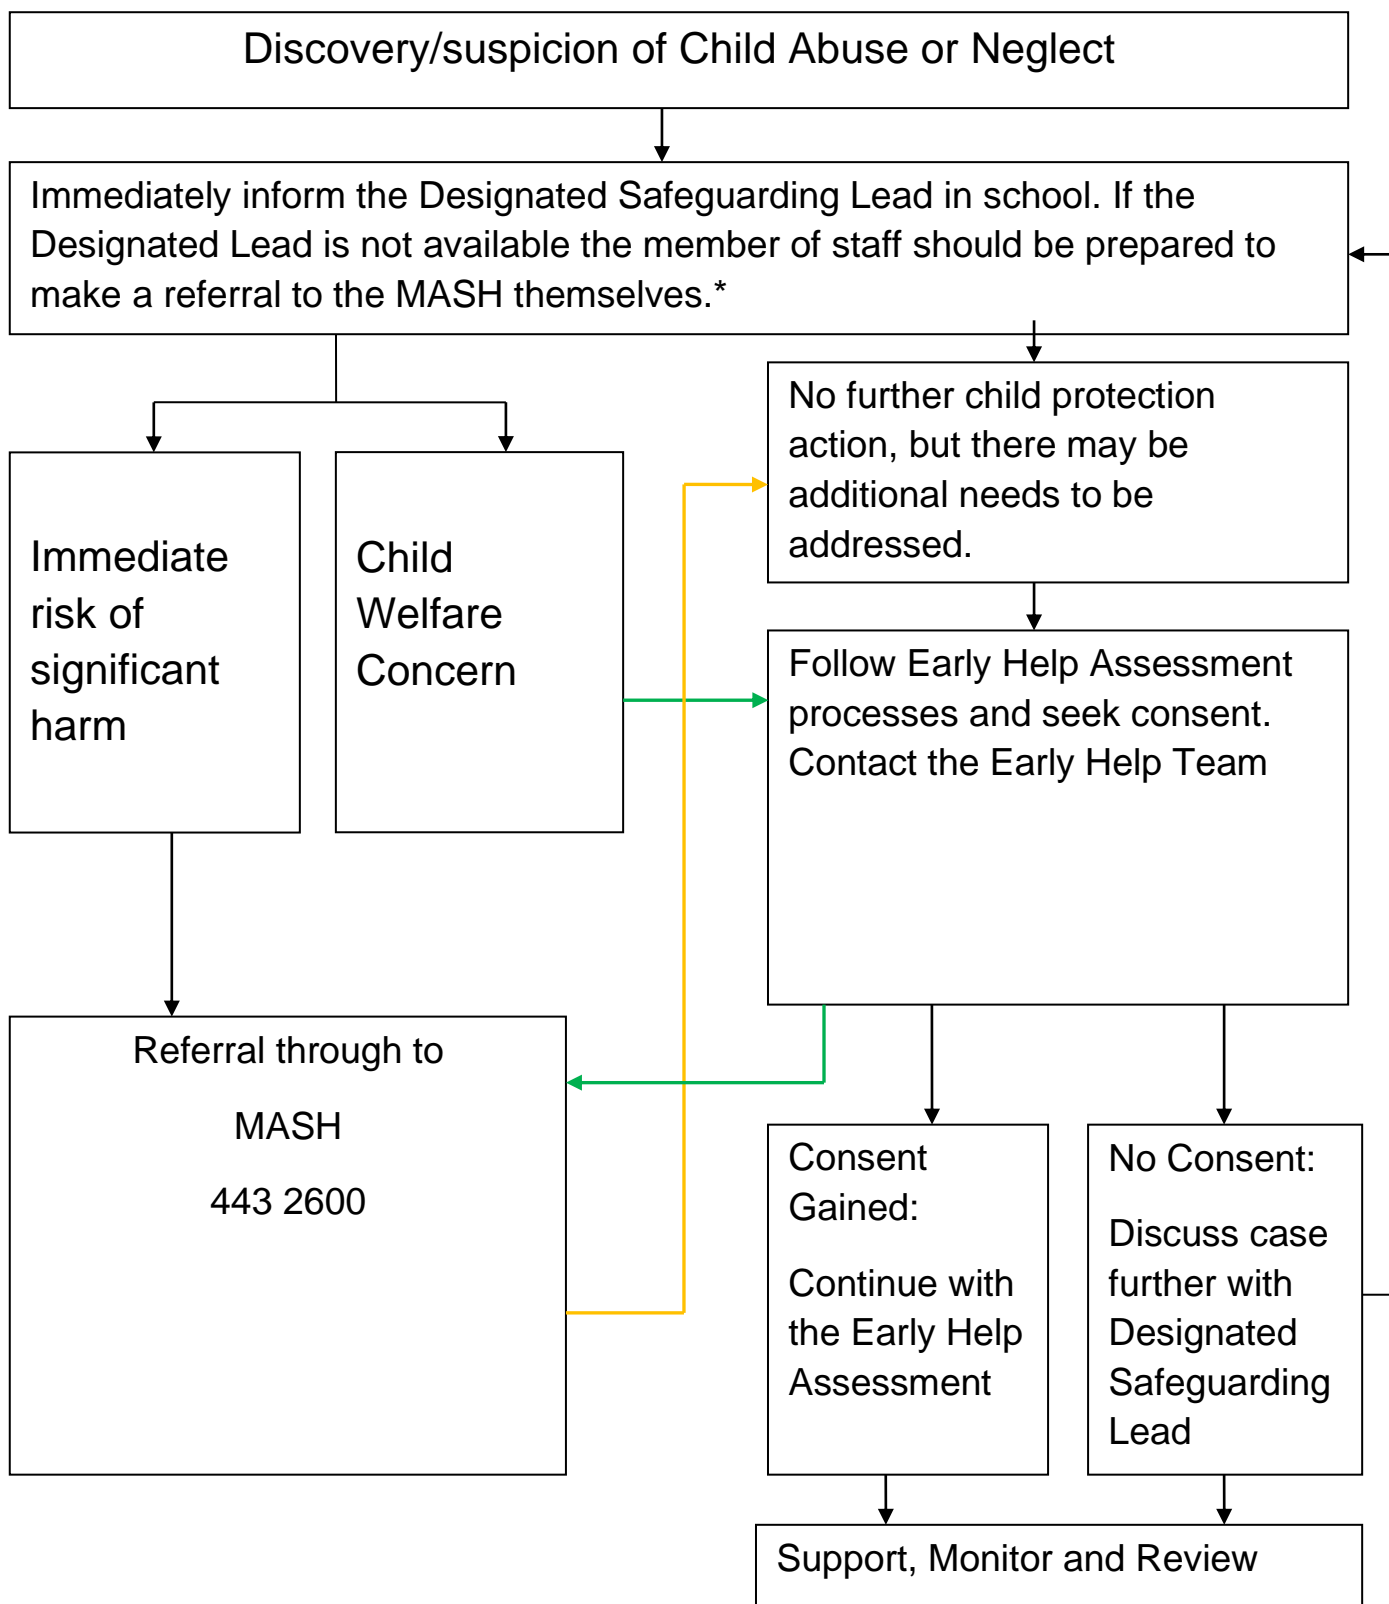 Discovery/suspicion of Child Abuse or Neglect
Immediately inform the Designated Safeguarding Lead in school. If the
Designated Lead is not available the member of staff should be prepared to
make a referral to the MASH themselves.*
No further child protection
action, but there may be
additional needs to be
addressed.
Immediate
risk of
significant
harm
Child
Welfare
Concern
Follow Early Help Assessment
processes and seek consent.
Contact the Early Help Team
Referral through to
MASH
443 2600
Consent
Gained:
Continue with
the Early Help
Assessment
No Consent:
Discuss case
further with
Designated
Safeguarding
Lead
Support, Monitor and Review